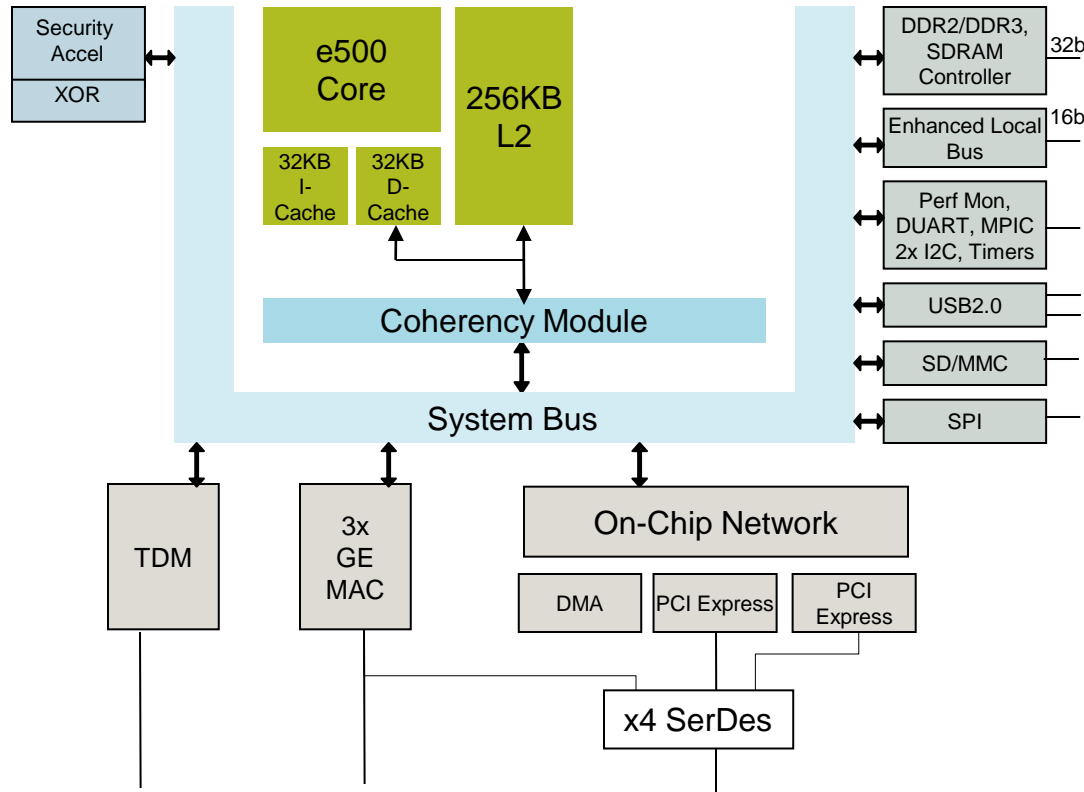 Security
Accel
XOR
e500
Core
256KB
L2
32KB
I-
Cache
32KB
D-
Cache
Coherency Module
System Bus
DDR2/DDR3,
SDRAM
Controller
32b
16b
Enhanced Local
Bus
Perf Mon,
DUART, MPIC
2x I2C, Timers
USB2.0
SD/MMC
SPI
TDM
3x
GE
MAC
On-Chip Network
DMA
PCI Express
PCI
Express
x4 SerDes